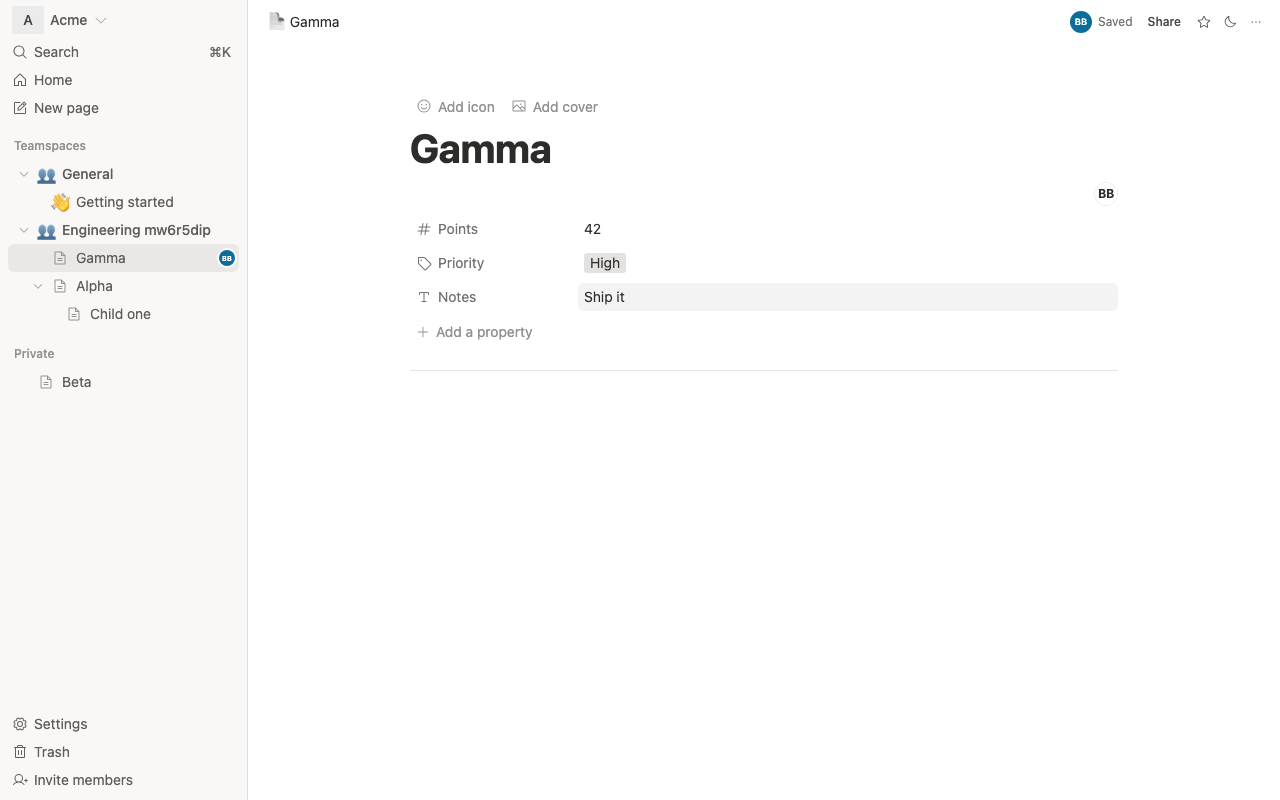 A Acme
Search ⌘K
Home
New page
Teamspaces
General
Getting started
Engineering mw6r5dip
Gamma BB
Alpha
Child one
Private
Beta
Settings
Trash
Invite members
Gamma
BB Saved Share
Add icon Add cover
Gamma
BB
Points 42
Priority High
Notes Ship it
Add a property